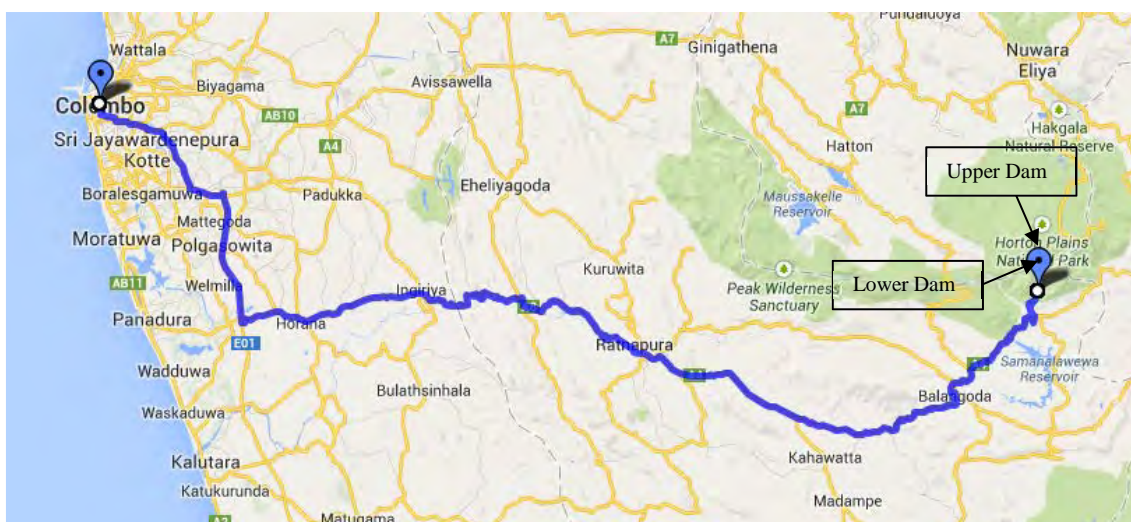 Pundaluoya
Wattala
A7
Ginigathena
Nuwara
Eliya
Biyagama
Avissawella
Colombo
AB10
A7
Hakgala
Natural Reserve
Sri Jayawardenepura
Kotte
A4
Hatton
Upper Dam
Boralesgamuwa
Padukka
Eheliyagoda
Maussakelle
Reservoir
Mattegoda
Moratuwa
Polgasowita
Horton Plains
National Park
Kuruwita
AB11
Welmilla
Ingiriya
Peak Wilderness
Sanctuary
Lower Dam
Panadura
Horana
E01
Ratnapura
Wadduwa
Samanalawewa
Reservoir
Bulathsinhala
Balangoda
Waskaduwa
Kalutara
Kahawatta
Katukurunda
Madampe
A2
Matugama